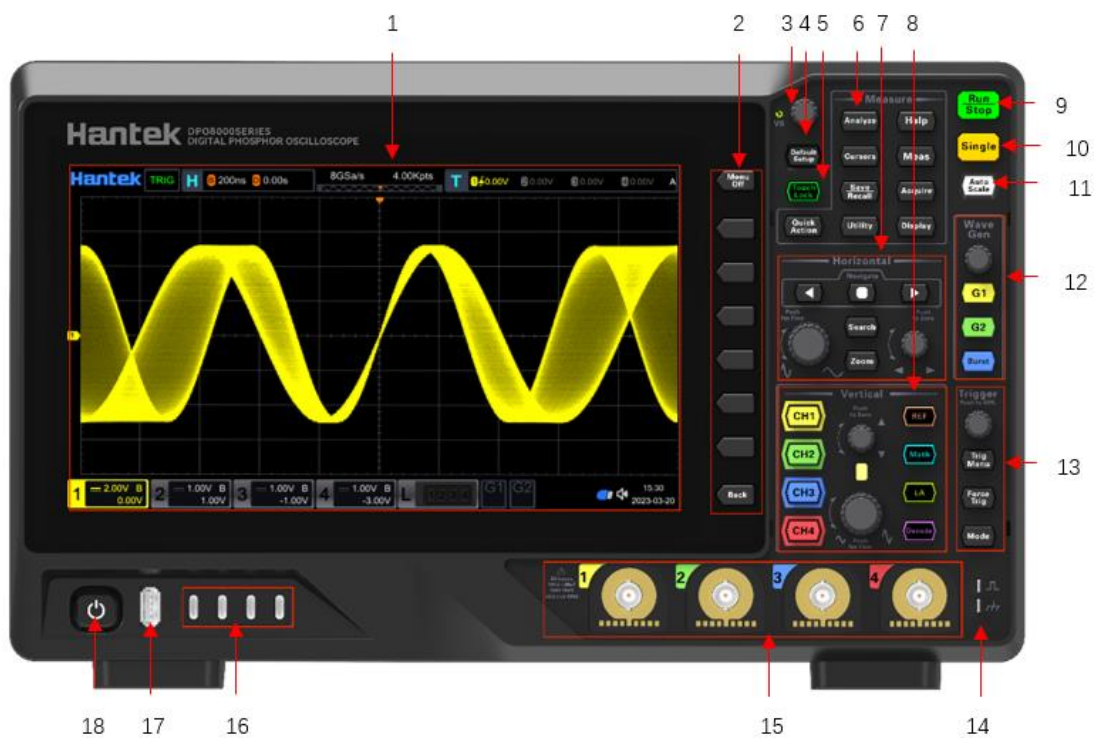 1
2
3 4 5 6 7 8
Hantek DPO8000SERIES
DIGITAL PHOSPHOR OSCILLOSCOPE
Hantek TRIG H 200ns 0.00s 8GSa/s 4.00Kpts T 0.00V 0.00V 0.00V 0.00V A
Menu
Off
Back
1 2.00V B
0.00V
2 1.00V B
1.00V
3 1.00V B
-1.00V
4 1.00V B
-3.00V
L
G1 G2
15:30
2023-03-20
Measure
Analyze
Help
Default
Setup
Cursors
Meas
Touch
Lock
Save
Recall
Acquire
Quick
Action
Utility
Display
Run
Stop
9
Single
10
Auto
Scale
11
Horizontal
Navigate
Search
Zoom
Wave
Gen
G1
G2
Burst
12
Vertical
CH1
CH2
CH3
CH4
REF
Math
LA
Decode
Trigger
Trig
Menu
Force
Trig
Mode
13
1
2
3
4
18
17
16
15
14